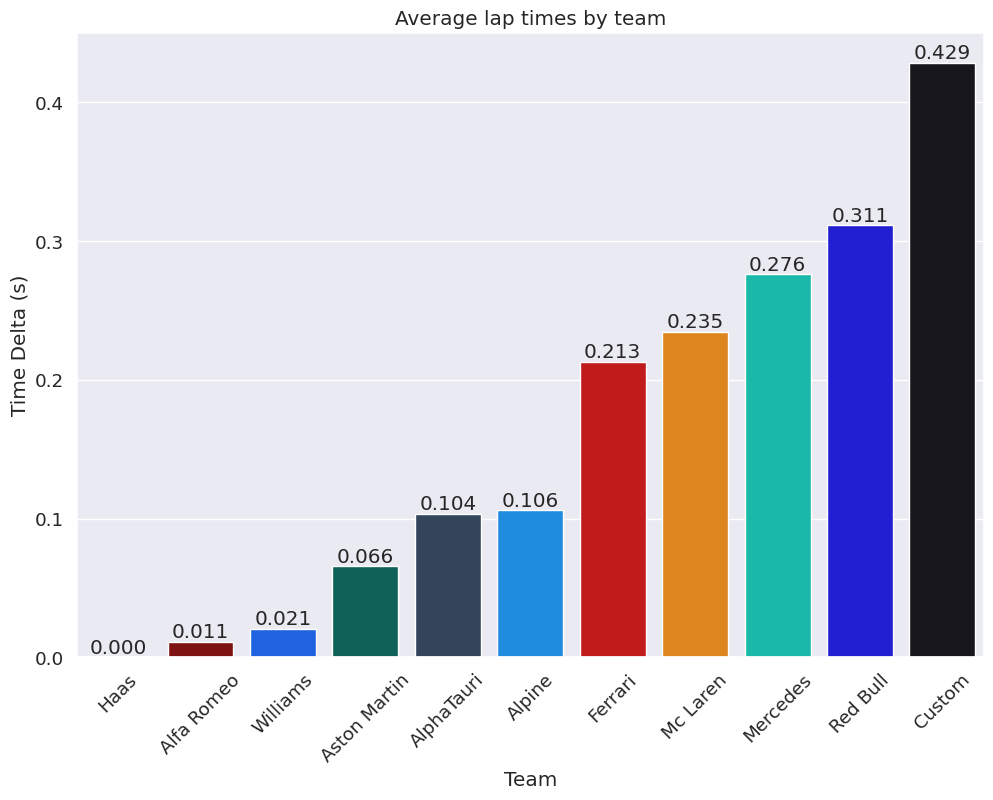 Average lap times by team
Time Delta (s)
0.4
0.3
0.2
0.1
0.0
0.000
0.011
0.021
0.066
0.104
0.106
0.213
0.235
0.276
0.311
0.429
Haas
Alfa Romeo
Williams
Aston Martin
AlphaTauri
Alpine
Ferrari
Mc Laren
Mercedes
Red Bull
Custom
Team